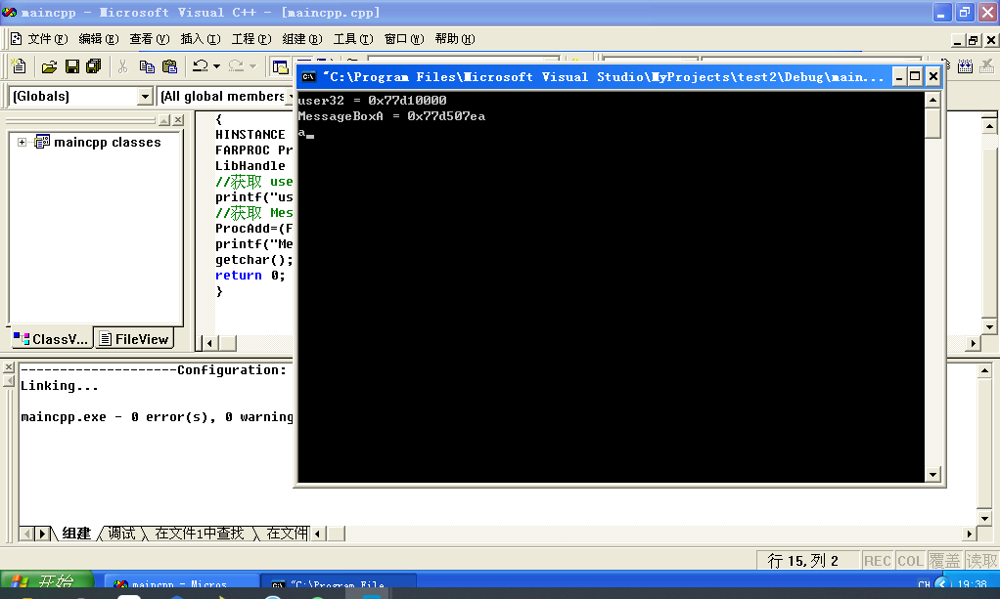 maincpp - Microsoft Visual C++ - [maincpp.cpp]
文件(F) 编辑(E) 查看(V) 插入(I) 工程(P) 组建(B) 工具(T) 窗口(W) 帮助(H)
"C:\Program Files\Microsoft Visual Studio\MyProjects\test2\Debug\main...
(Globals) [All global members
user32 = 0x77d10000
MessageBoxA = 0x77d507ea
a
maincpp classes
{
HINSTANCE
FARPROC Pr
LibHandle
//获取 use
printf("us
//获取 Mes
ProcAdd=(F
printf("Me
getchar();
return 0;
}
ClassV... FileView
--------------------Configuration:
Linking...
maincpp.exe - 0 error(s), 0 warning
组建 调试 在文件1中查找 在文件
行 15, 列 2 REC COL 覆盖 读取
开始 maincpp - Micros... "C:\Program File... CH 19:38